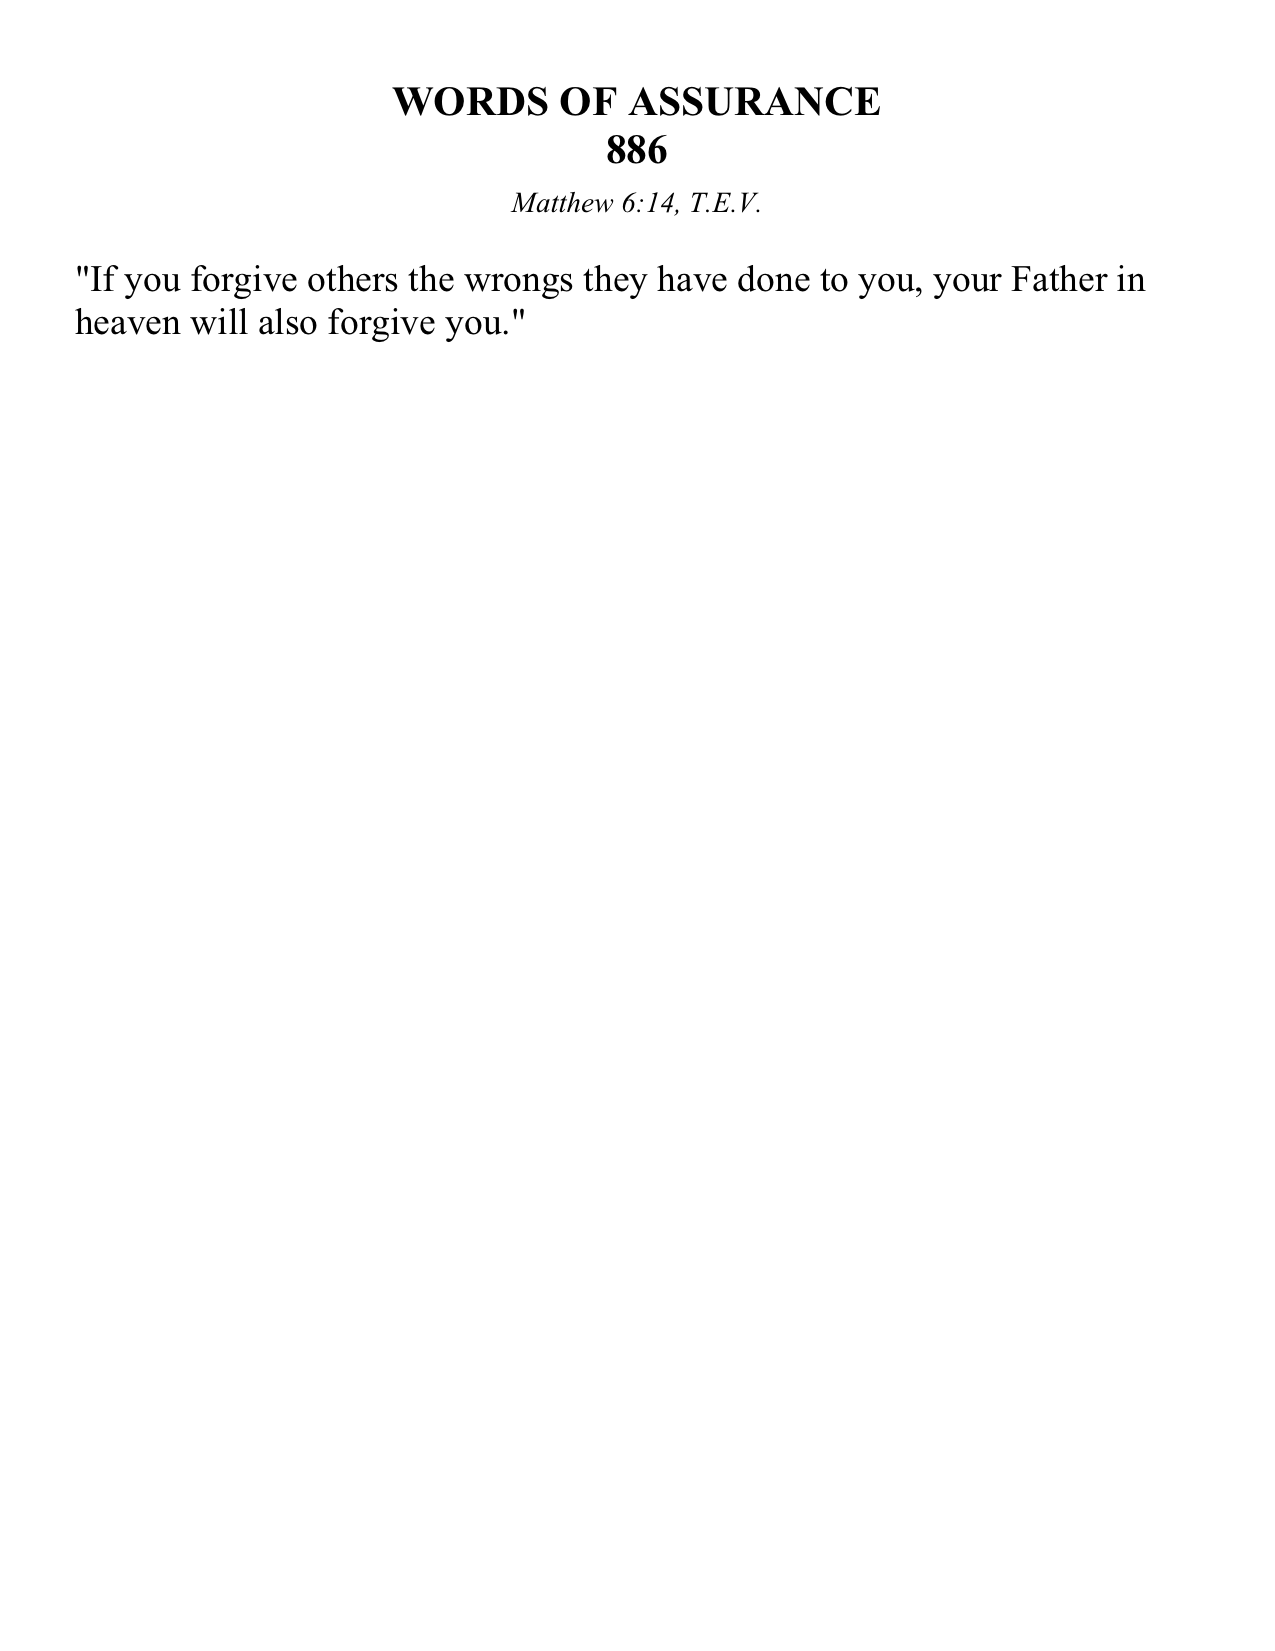 WORDS OF ASSURANCE
886
Matthew 6:14, T.E.V.
"If you forgive others the wrongs they have done to you, your Father in
heaven will also forgive you."